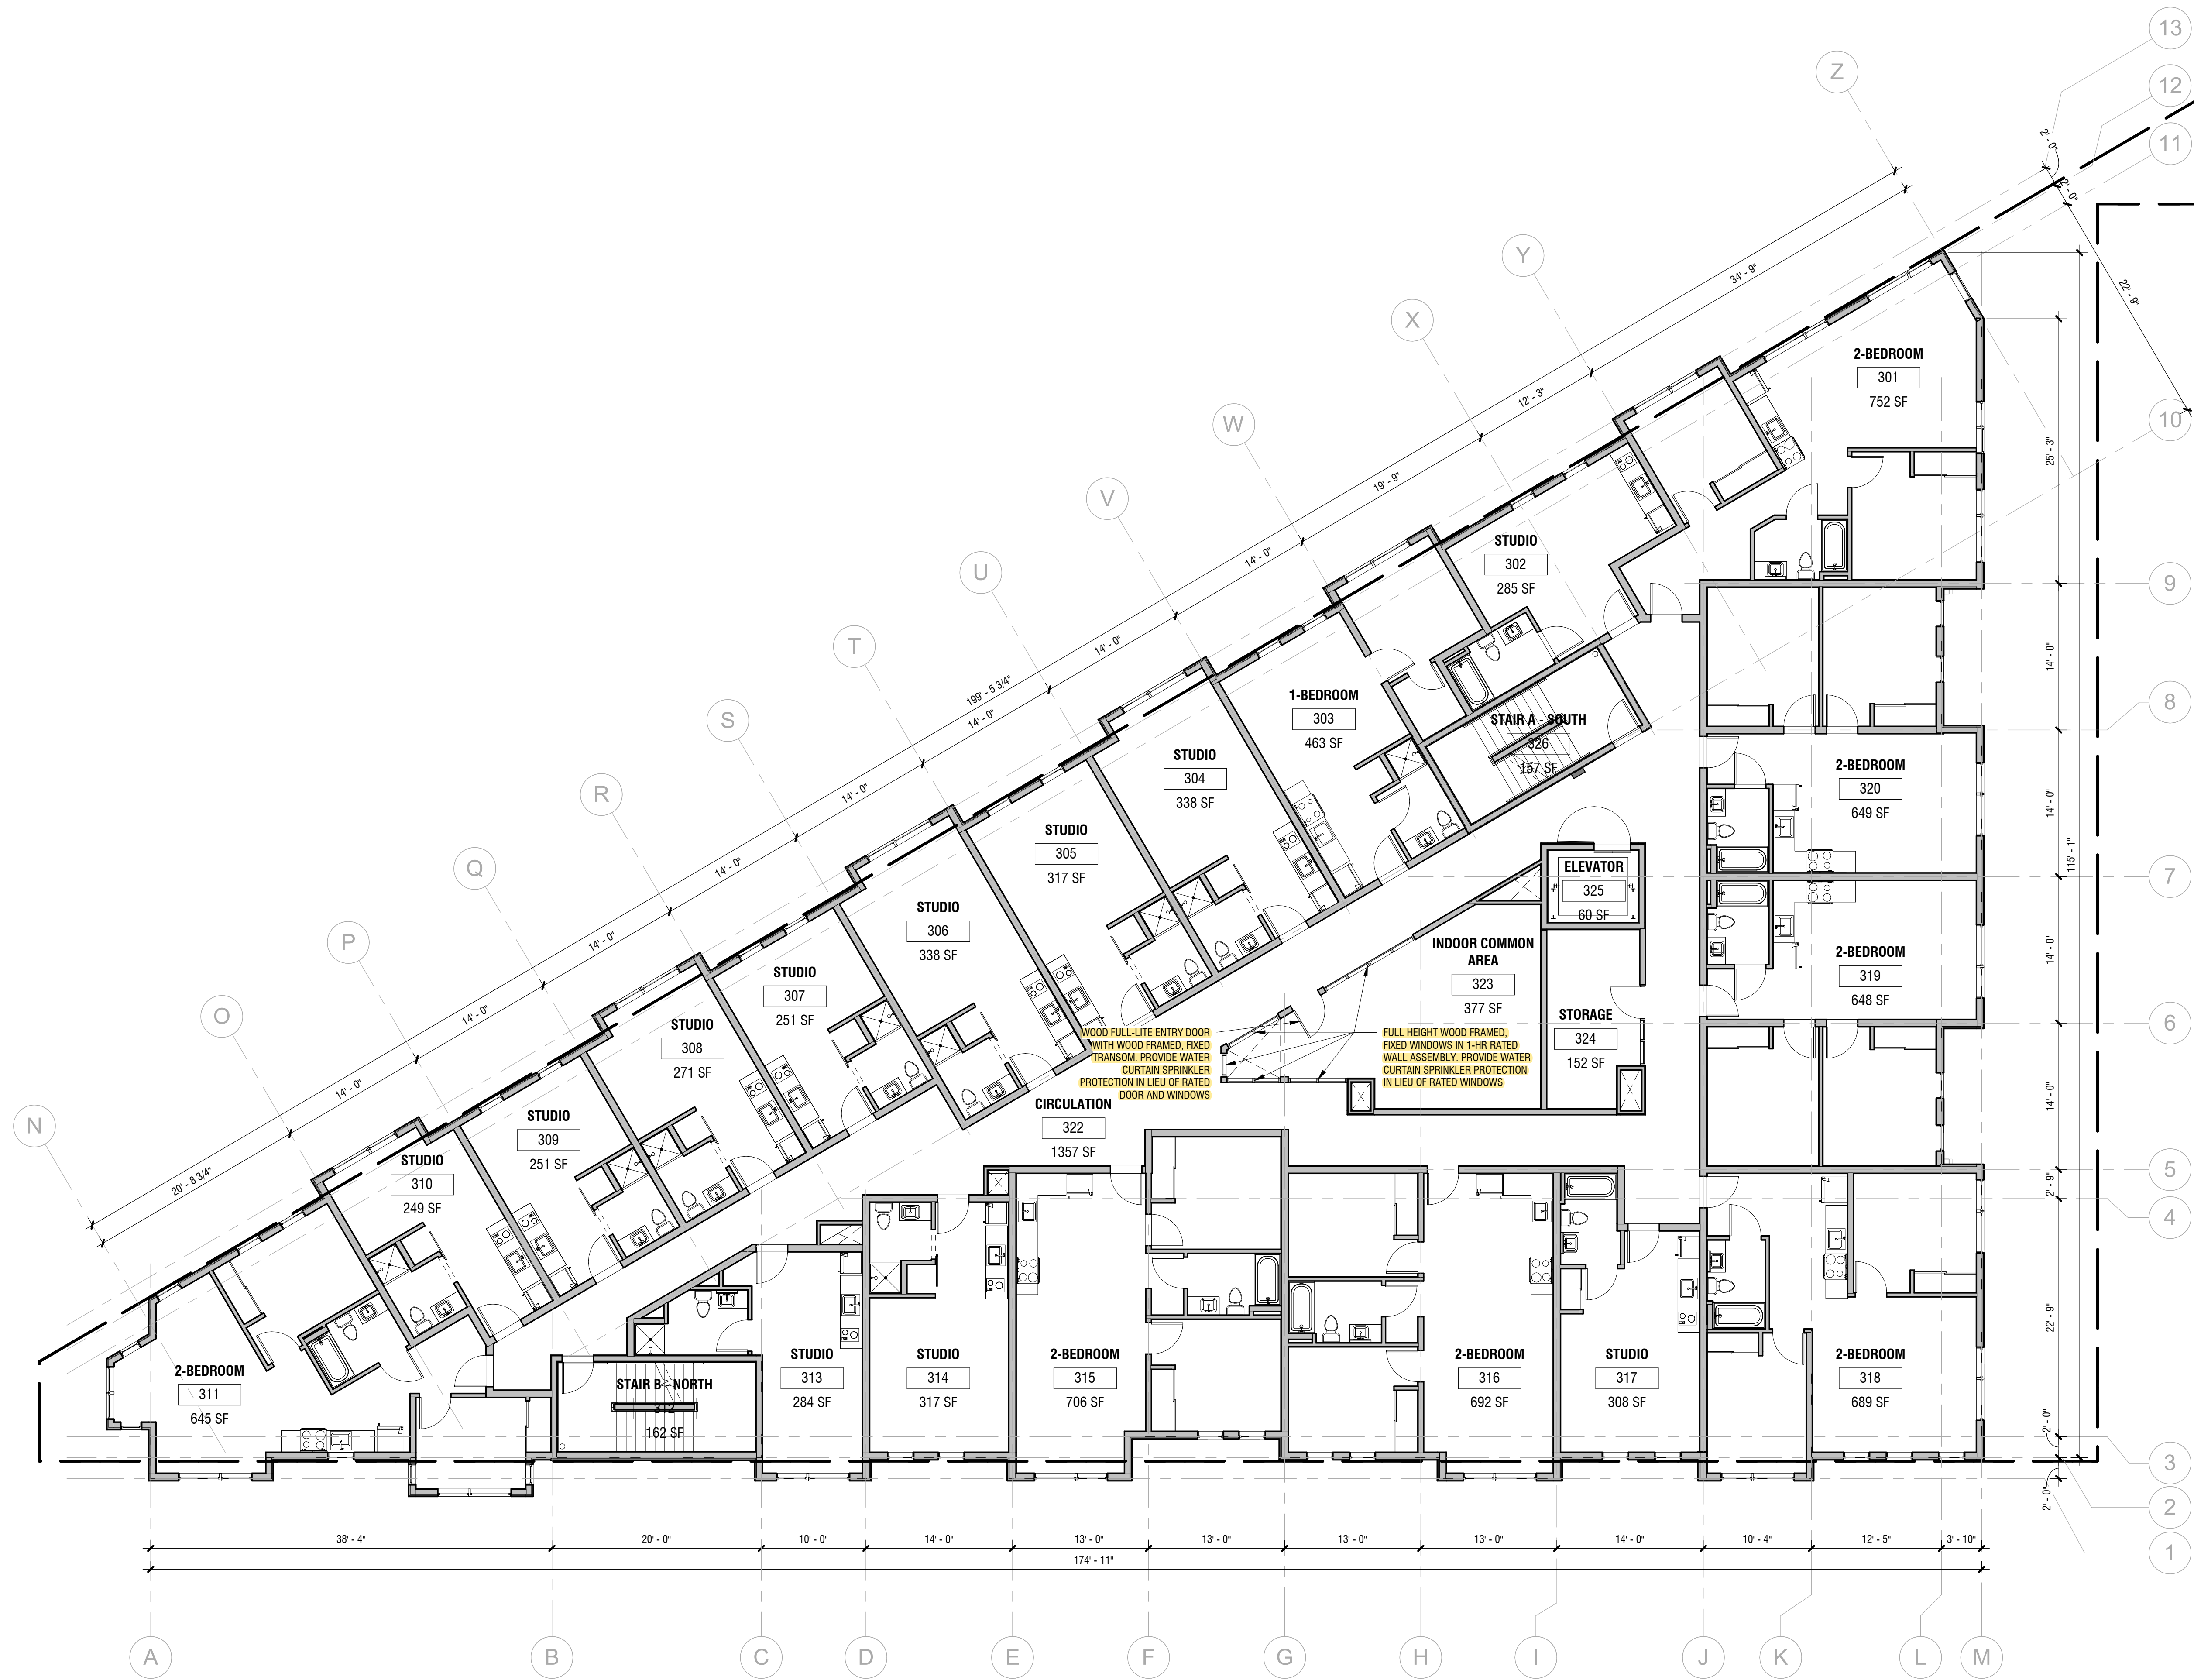 13
12
11
Z
2' - 0"
2' - 0"
22' - 9"
Y
34' - 9"
X
12' - 3"
W
19' - 9"
V
14' - 0"
U
14' - 0"
199' - 5 3/4"
T
14' - 0"
S
14' - 0"
R
14' - 0"
Q
14' - 0"
P
14' - 0"
O
14' - 0"
N
20' - 8 3/4"
2-BEDROOM
301
752 SF
10
25' - 3"
STUDIO
302
285 SF
9
14' - 0"
1-BEDROOM
303
463 SF
STAIR A - SOUTH
326
157 SF
8
STUDIO
304
338 SF
2-BEDROOM
320
649 SF
14' - 0"
115' - 1"
STUDIO
305
317 SF
ELEVATOR
325
60 SF
7
STUDIO
306
338 SF
INDOOR COMMON
AREA
323
377 SF
2-BEDROOM
319
648 SF
14' - 0"
STUDIO
307
251 SF
STORAGE
324
152 SF
6
STUDIO
308
271 SF
WOOD FULL-LITE ENTRY DOOR
WITH WOOD FRAMED, FIXED
TRANSOM. PROVIDE WATER
CURTAIN SPRINKLER
PROTECTION IN LIEU OF RATED
DOOR AND WINDOWS
FULL HEIGHT WOOD FRAMED,
FIXED WINDOWS IN 1-HR RATED
WALL ASSEMBLY. PROVIDE WATER
CURTAIN SPRINKLER PROTECTION
IN LIEU OF RATED WINDOWS
14' - 0"
STUDIO
309
251 SF
CIRCULATION
322
1357 SF
5
STUDIO
310
249 SF
2' - 9"
4
2-BEDROOM
311
645 SF
STAIR B - NORTH
312
162 SF
STUDIO
313
284 SF
STUDIO
314
317 SF
2-BEDROOM
315
706 SF
2-BEDROOM
316
692 SF
STUDIO
317
308 SF
2-BEDROOM
318
689 SF
22' - 9"
2' - 0"
3
2' - 0"
2
1
38' - 4"
20' - 0"
10' - 0"
14' - 0"
13' - 0"
13' - 0"
13' - 0"
13' - 0"
14' - 0"
10' - 4"
12' - 5"
3' - 10"
174' - 11"
A
B
C
D
E
F
G
H
I
J
K
L
M